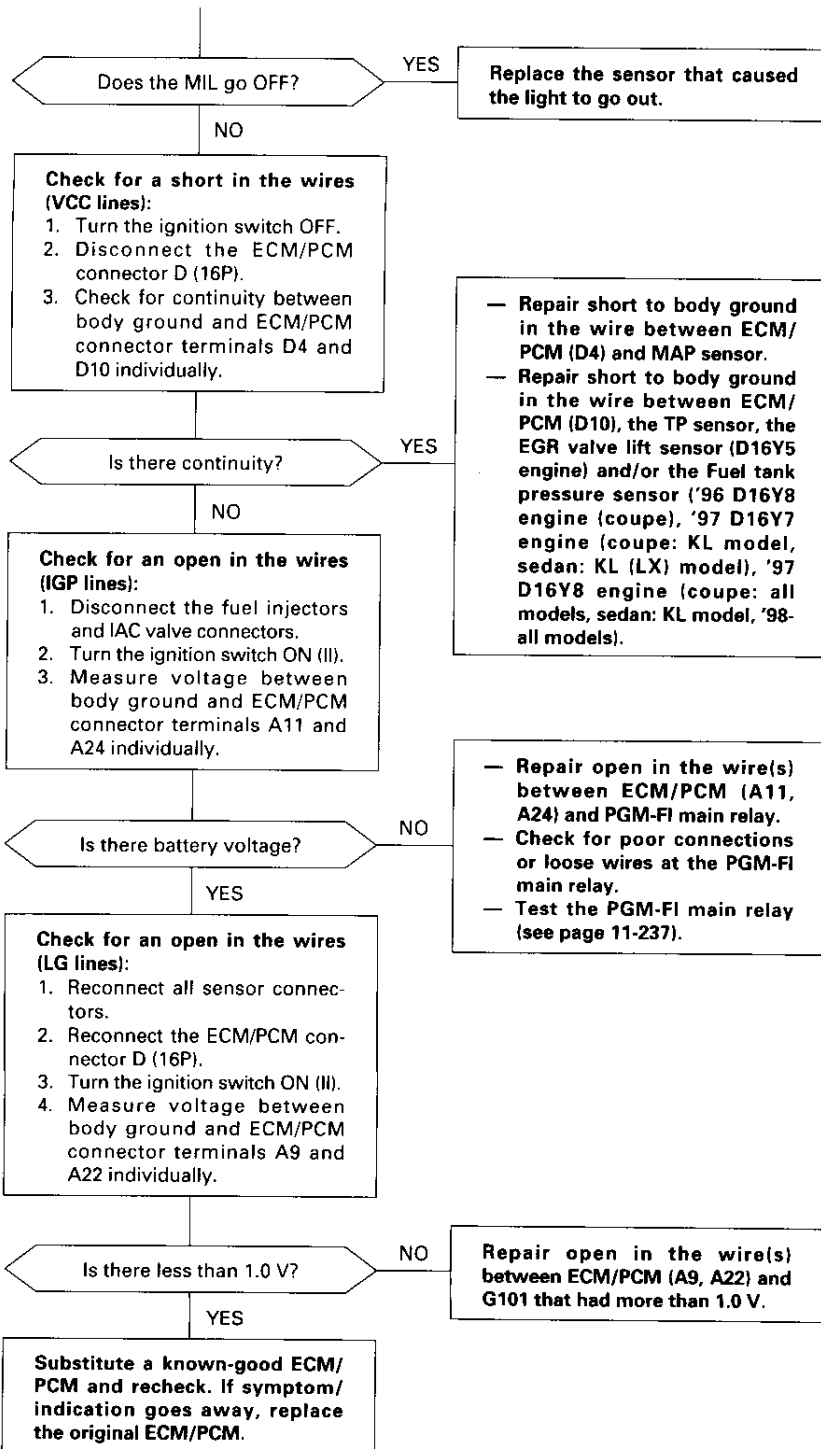 Does the MIL go OFF?
YES
Replace the sensor that caused
the light to go out.
NO
Check for a short in the wires
(VCC lines):
1. Turn the ignition switch OFF.
2. Disconnect the ECM/PCM
connector D (16P).
3. Check for continuity between
body ground and ECM/PCM
connector terminals D4 and
D10 individually.
Is there continuity?
YES
— Repair short to body ground
in the wire between ECM/
PCM (D4) and MAP sensor.
— Repair short to body ground
in the wire between ECM/
PCM (D10), the TP sensor, the
EGR valve lift sensor (D16Y5
engine) and/or the Fuel tank
pressure sensor ('96 D16Y8
engine (coupe), '97 D16Y7
engine (coupe: KL model,
sedan: KL (LX) model), '97
D16Y8 engine (coupe: all
models, sedan: KL model, '98-
all models).
NO
Check for an open in the wires
(IGP lines):
1. Disconnect the fuel injectors
and IAC valve connectors.
2. Turn the ignition switch ON (II).
3. Measure voltage between
body ground and ECM/PCM
connector terminals A11 and
A24 individually.
Is there battery voltage?
NO
— Repair open in the wire(s)
between ECM/PCM (A11,
A24) and PGM-FI main relay.
— Check for poor connections
or loose wires at the PGM-FI
main relay.
— Test the PGM-FI main relay
(see page 11-237).
YES
Check for an open in the wires
(LG lines):
1. Reconnect all sensor connec-
tors.
2. Reconnect the ECM/PCM con-
nector D (16P).
3. Turn the ignition switch ON (II).
4. Measure voltage between
body ground and ECM/PCM
connector terminals A9 and
A22 individually.
Is there less than 1.0 V?
NO
Repair open in the wire(s)
between ECM/PCM (A9, A22) and
G101 that had more than 1.0 V.
YES
Substitute a known-good ECM/
PCM and recheck. If symptom/
indication goes away, replace
the original ECM/PCM.